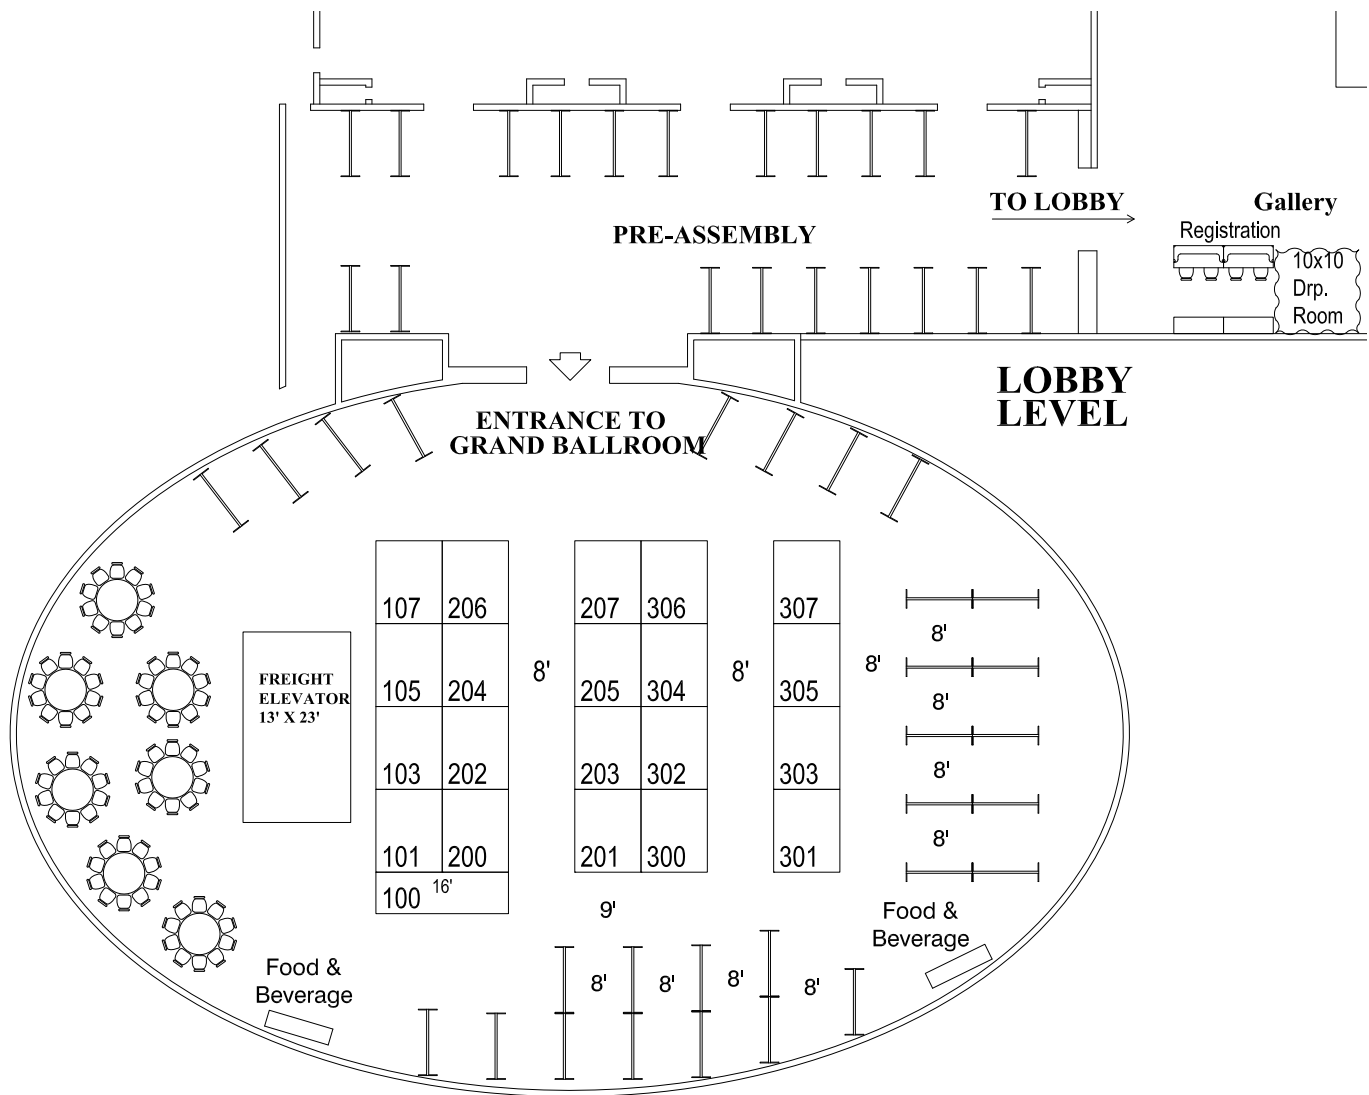 TO LOBBY
Gallery
Registration
PRE-ASSEMBLY
10x10
Drp.
Room
LOBBY
LEVEL
ENTRANCE TO
GRAND BALLROOM
107 206 207 306 307
8'
FREIGHT
ELEVATOR
13' X 23'
8' 8' 8'
105 204 205 304 305
8'
103 202 203 302 303
8'
101 200 201 300 301
8'
100 16'
9'
Food &
Beverage
Food &
Beverage
8' 8' 8' 8'